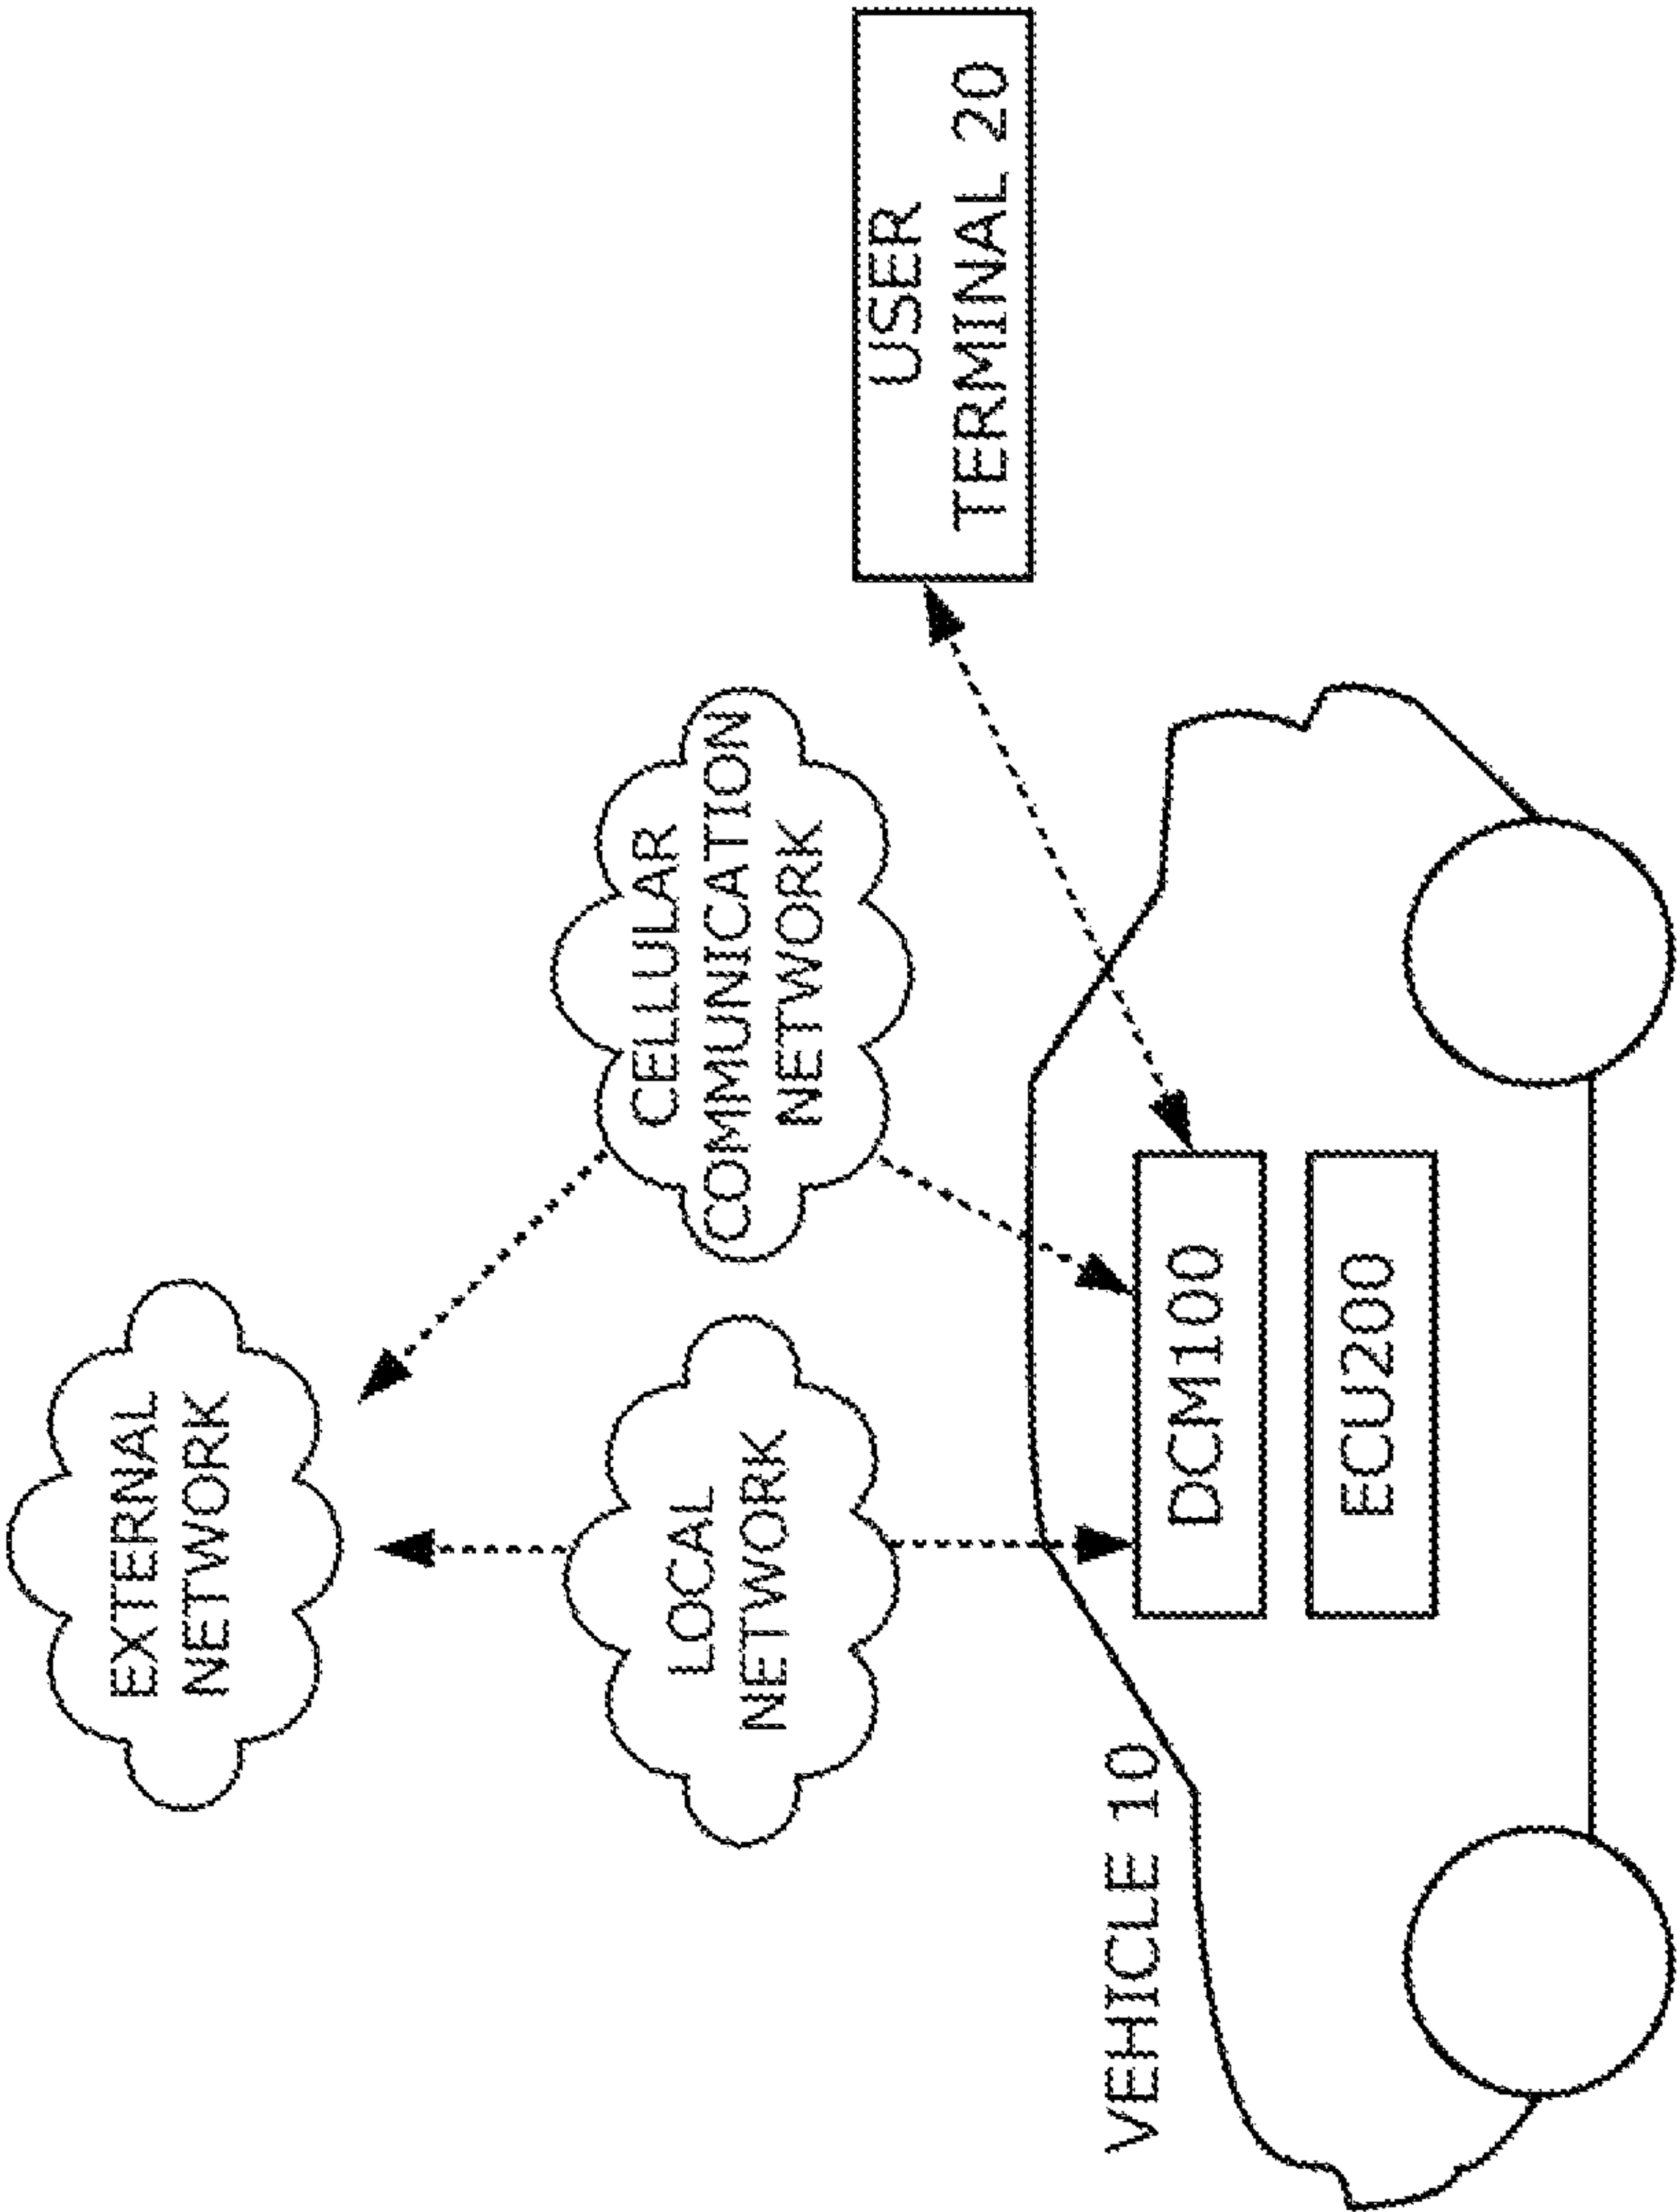 EXTERNAL
NETWORK
LOCAL
NETWORK
CELLULAR
COMMUNICATION
NETWORK
USER
TERMINAL 20
VEHICLE 10
DCM100
ECU200